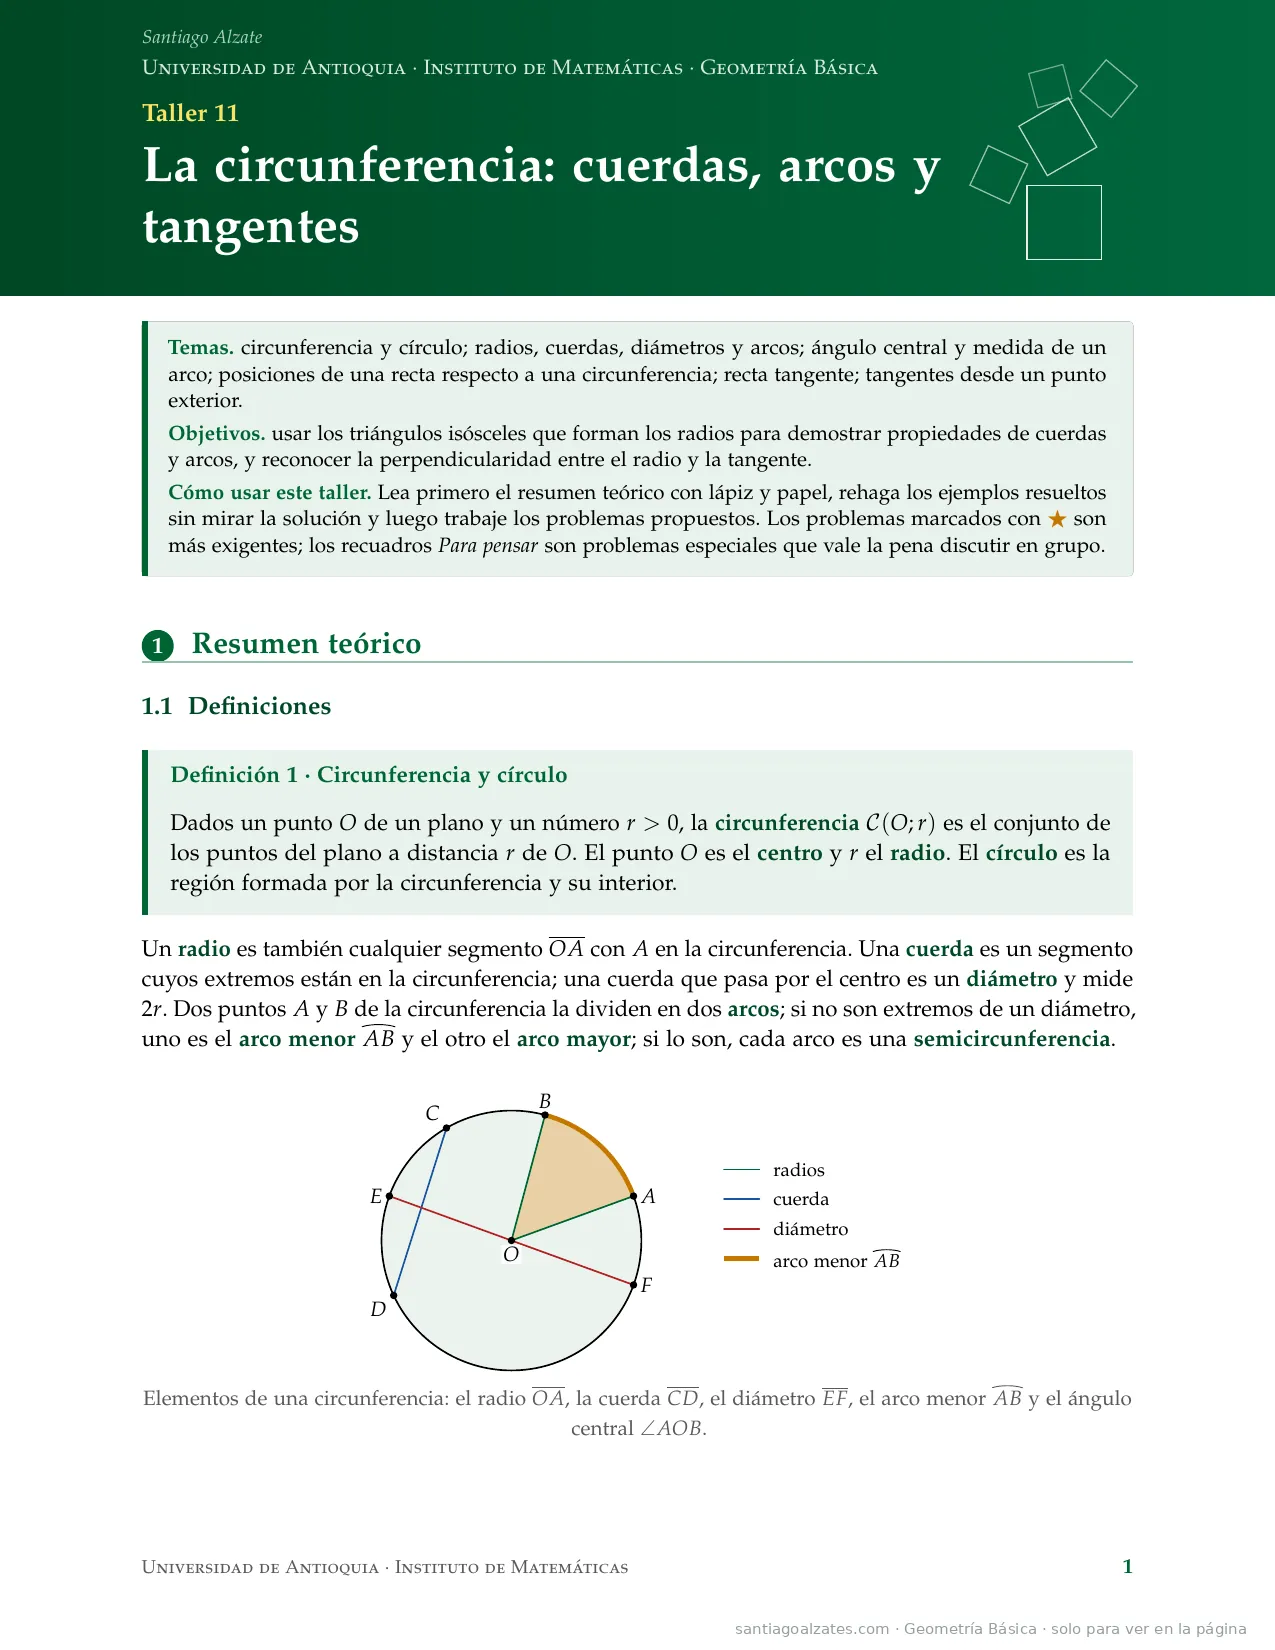 Santiago Alzate
Universidad de Antioquia · Instituto de Matemáticas · Geometría Básica
Taller 11
La circunferencia: cuerdas, arcos y
tangentes
Temas. circunferencia y círculo; radios, cuerdas, diámetros y arcos; ángulo central y medida de un
arco; posiciones de una recta respecto a una circunferencia; recta tangente; tangentes desde un punto
exterior.
Objetivos. usar los triángulos isósceles que forman los radios para demostrar propiedades de cuerdas
y arcos, y reconocer la perpendicularidad entre el radio y la tangente.
Cómo usar este taller. Lea primero el resumen teórico con lápiz y papel, rehaga los ejemplos resueltos
sin mirar la solución y luego trabaje los problemas propuestos. Los problemas marcados con ★ son
más exigentes; los recuadros Para pensar son problemas especiales que vale la pena discutir en grupo.
1 Resumen teórico
1.1 Definiciones
Definición 1 · Circunferencia y círculo
Dados un punto O de un plano y un número r > 0, la circunferencia 𝒞(O; r) es el conjunto de
los puntos del plano a distancia r de O. El punto O es el centro y r el radio. El círculo es la
región formada por la circunferencia y su interior.
Un radio es también cualquier segmento O̅A̅ con A en la circunferencia. Una cuerda es un segmento
cuyos extremos están en la circunferencia; una cuerda que pasa por el centro es un diámetro y mide
2r. Dos puntos A y B de la circunferencia la dividen en dos arcos; si no son extremos de un diámetro,
uno es el arco menor A͡B y el otro el arco mayor; si lo son, cada arco es una semicircunferencia.
B
C
E
A
O
F
D
radios
cuerda
diámetro
arco menor A͡B
Elementos de una circunferencia: el radio O̅A̅, la cuerda C̅D̅, el diámetro E̅F̅, el arco menor A͡B y el ángulo
central ∠AOB.
Universidad de Antioquia · Instituto de Matemáticas
1
santiagoalzates.com · Geometría Básica · solo para ver en la página